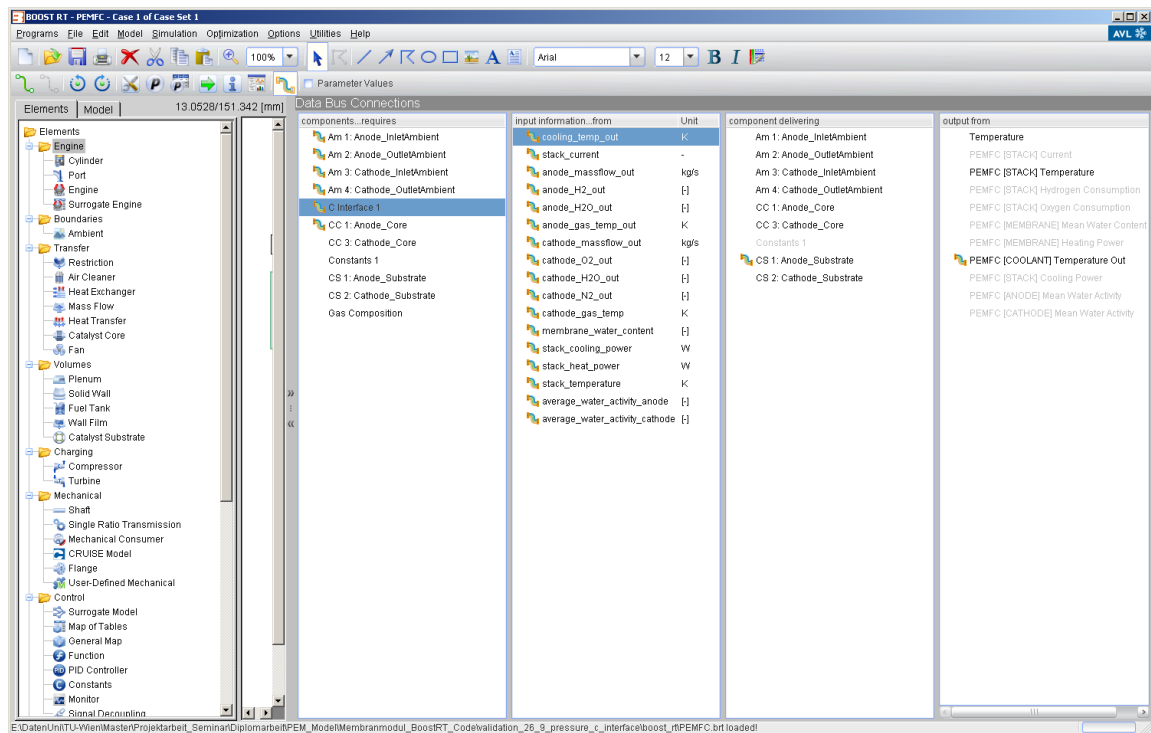 BOOST RT - PEMFC - Case 1 of Case Set 1
Programs File Edit Model Simulation Optimization Options Utilities Help
AVL
100% A Arial 12 B I
P P i Parameter Values
Elements Model 13.0528/151.342 [mm] Data Bus Connections
Elements
Engine
Cylinder
Port
Engine
Surrogate Engine
Boundaries
Ambient
Transfer
Restriction
Air Cleaner
Heat Exchanger
Mass Flow
Heat Transfer
Catalyst Core
Fan
Volumes
Plenum
Solid Wall
Fuel Tank
Wall Film
Catalyst Substrate
Charging
Compressor
Turbine
Mechanical
Shaft
Single Ratio Transmission
Mechanical Consumer
CRUISE Model
Flange
User-Defined Mechanical
Control
Surrogate Model
Map of Tables
General Map
Function
PID Controller
Constants
Monitor
Signal Decoupling
components...requires
Am 1: Anode_InletAmbient
Am 2: Anode_OutletAmbient
Am 3: Cathode_InletAmbient
Am 4: Cathode_OutletAmbient
C Interface 1
CC 1: Anode_Core
CC 3: Cathode_Core
Constants 1
CS 1: Anode_Substrate
CS 2: Cathode_Substrate
Gas Composition
input information...from Unit
cooling_temp_out K
stack_current -
anode_massflow_out kg/s
anode_H2_out [-]
anode_H2O_out [-]
anode_gas_temp_out K
cathode_massflow_out kg/s
cathode_O2_out [-]
cathode_H2O_out [-]
cathode_N2_out [-]
cathode_gas_temp K
membrane_water_content [-]
stack_cooling_power W
stack_heat_power W
stack_temperature K
average_water_activity_anode [-]
average_water_activity_cathode [-]
component delivering
Am 1: Anode_InletAmbient
Am 2: Anode_OutletAmbient
Am 3: Cathode_InletAmbient
Am 4: Cathode_OutletAmbient
CC 1: Anode_Core
CC 3: Cathode_Core
Constants 1
CS 1: Anode_Substrate
CS 2: Cathode_Substrate
output from
Temperature
PEMFC [STACK] Current
PEMFC [STACK] Temperature
PEMFC [STACK] Hydrogen Consumption
PEMFC [STACK] Oxygen Consumption
PEMFC [MEMBRANE] Mean Water Content
PEMFC [MEMBRANE] Heating Power
PEMFC [COOLANT] Temperature Out
PEMFC [STACK] Cooling Power
PEMFC [ANODE] Mean Water Activity
PEMFC [CATHODE] Mean Water Activity
E:\DatenUni\TU-Wien\Master\Projektarbeit_Seminar\Diplomarbeit\PEM_Model\Membranmodul_BoostRT_Code\validation_26_9_pressure_c_interface\boost_rt\PEMFC.brt loaded!